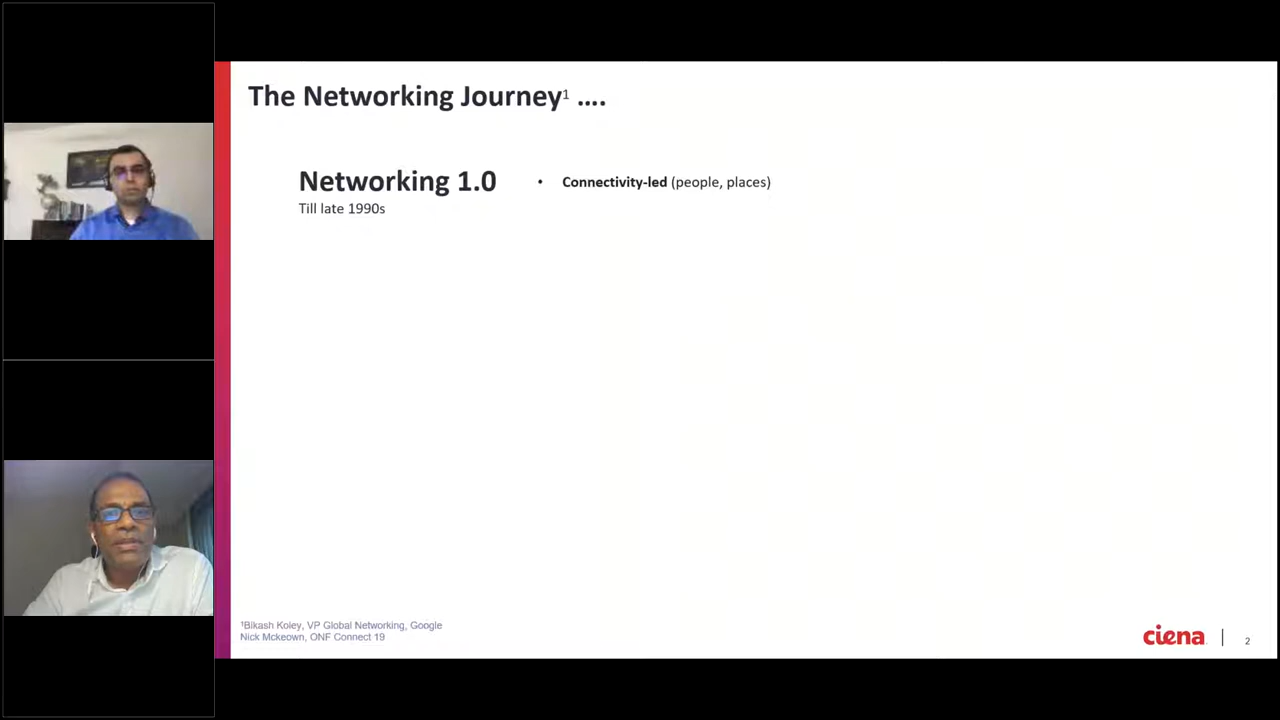 The Networking Journey1 ....
Networking 1.0
Till late 1990s
• Connectivity-led (people, places)
1Bikash Koley, VP Global Networking, Google
Nick Mckeown, ONF Connect 19
ciena | 2